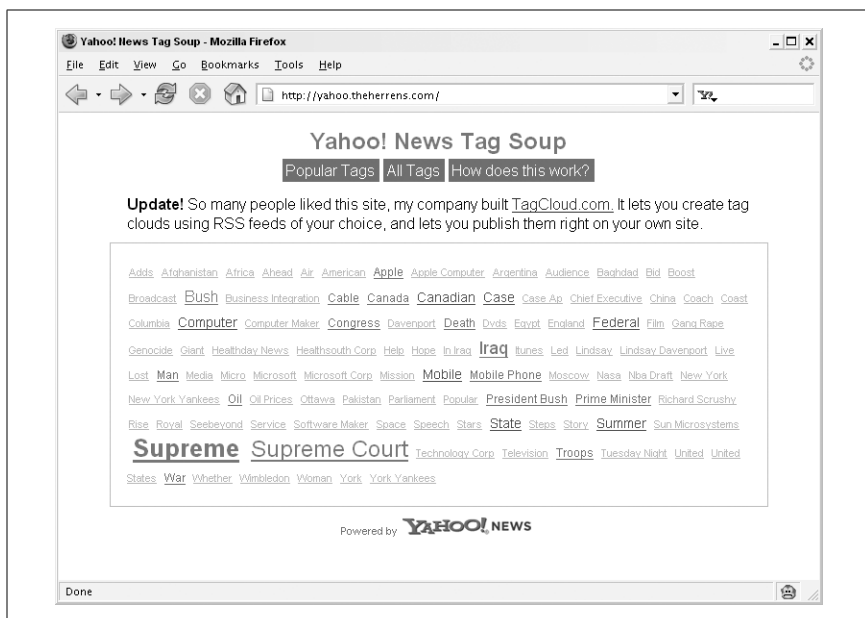 Yahoo! News Tag Soup - Mozilla Firefox
File Edit View Go Bookmarks Tools Help
http://yahoo.theherrens.com/
Yahoo! News Tag Soup
Popular Tags All Tags How does this work?
Update! So many people liked this site, my company built TagCloud.com. It lets you create tag
clouds using RSS feeds of your choice, and lets you publish them right on your own site.
Adds Afghanistan Africa Ahead Air American Apple Apple Computer Argentina Audience Baghdad Bid Boost
Broadcast Bush Business Integration Cable Canada Canadian Case Case Ap Chief Executive China Coach Coast
Columbia Computer Computer Maker Congress Davenport Death Dvds Egypt England Federal Film Gang Rape
Genocide Giant Healthday News Healthsouth Corp Help Hope In Iraq Iraq Itunes Led Lindsay Lindsay Davenport Live
Lost Man Media Micro Microsoft Microsoft Corp Mission Mobile Mobile Phone Moscow Nasa Nba Draft New York
New York Yankees Oil Oil Prices Ottawa Pakistan Parliament Popular President Bush Prime Minister Richard Scrushy
Rise Royal Seebeyond Service Software Maker Space Speech Stars State Steps Story Summer Sun Microsystems
Supreme Supreme Court Technology Corp Television Troops Tuesday Night United United
States War Whether Wimbledon Woman York York Yankees
Powered by YAHOO! NEWS
Done